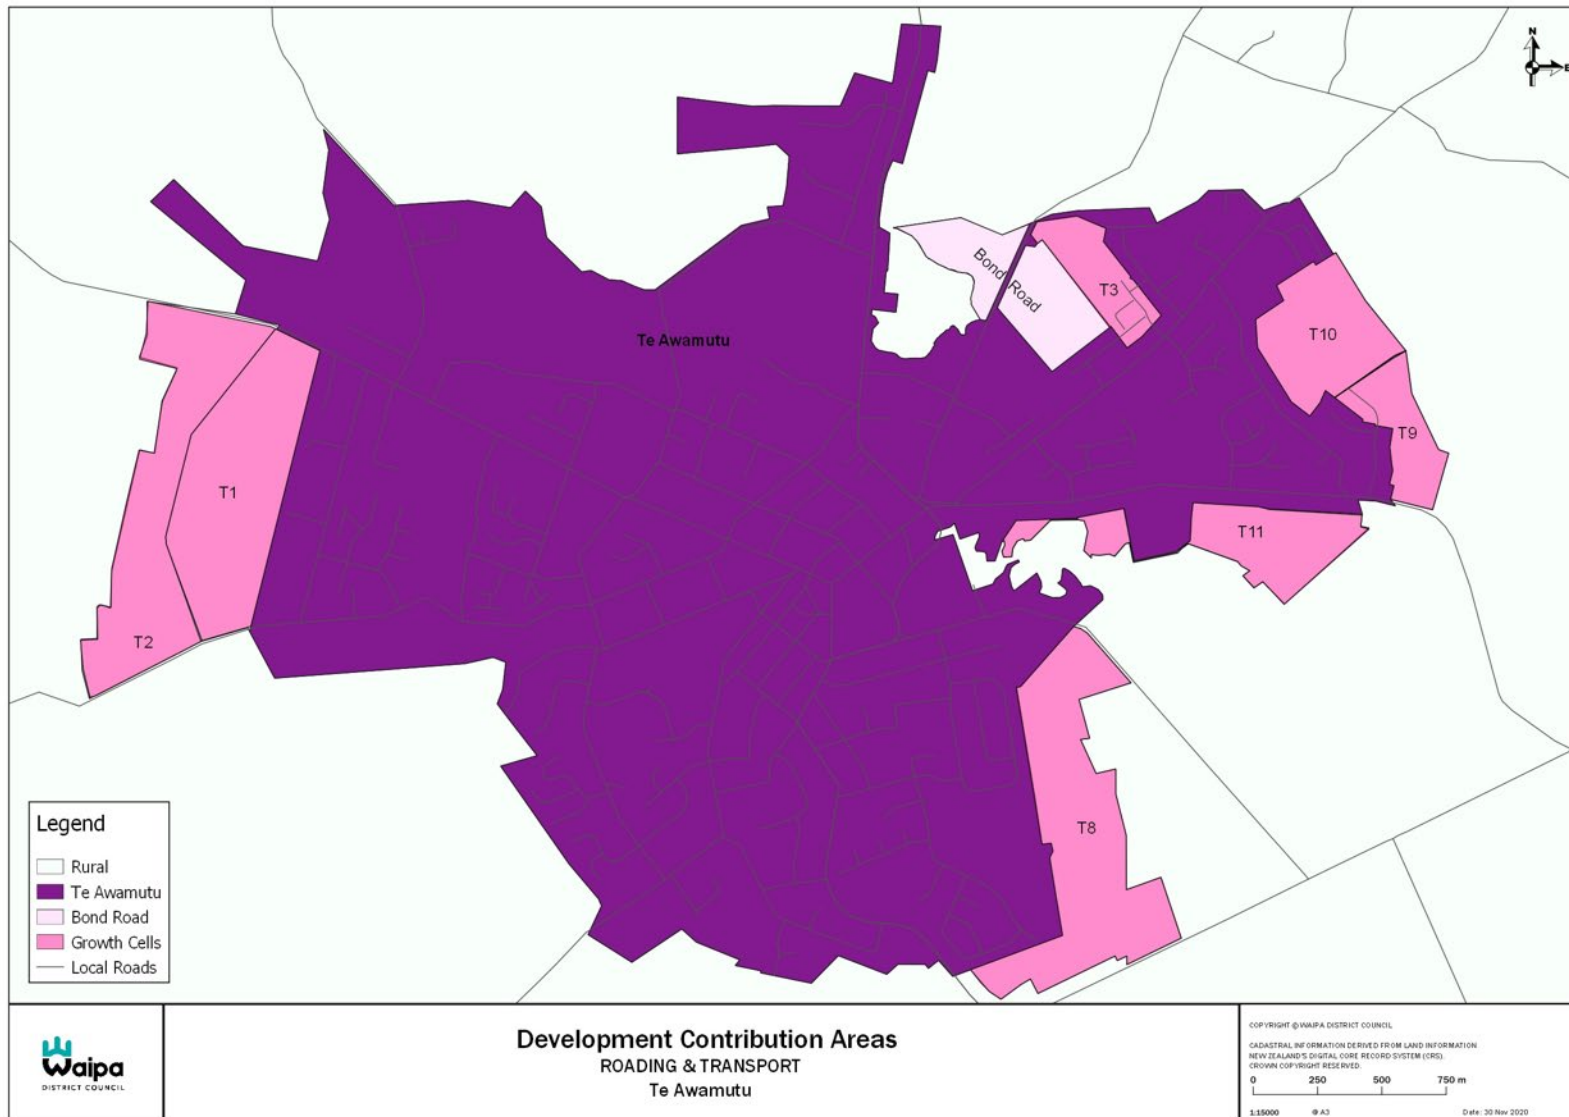 N
E
Bond Road
T3
T10
Te Awamutu
T9
T1
T11
T2
T8
Legend
Rural
Te Awamutu
Bond Road
Growth Cells
Local Roads
Waipa
DISTRICT COUNCIL
Development Contribution Areas
ROADING & TRANSPORT
Te Awamutu
COPYRIGHT @ WAIPA DISTRICT COUNCIL
CADASTRAL INFORMATION DERIVED FROM LAND INFORMATION
NEW ZEALAND'S DIGITAL CORE RECORD SYSTEM (CRS).
CROWN COPYRIGHT RESERVED.
0 250 500 750 m
1:15000 @ A3 Date: 30 Nov 2020